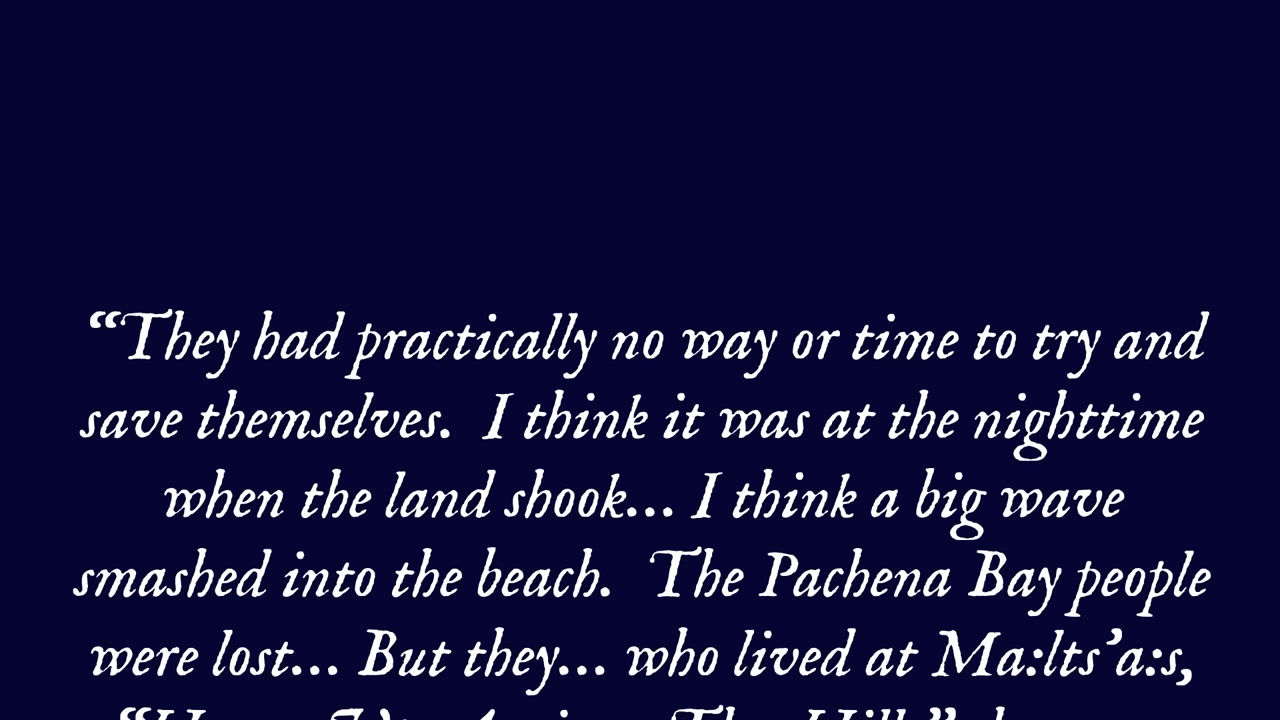 “They had practically no way or time to try and
save themselves. I think it was at the nighttime
when the land shook... I think a big wave
smashed into the beach. The Pachena Bay people
were lost... But they... who lived at Ma:lts’a:s,
The